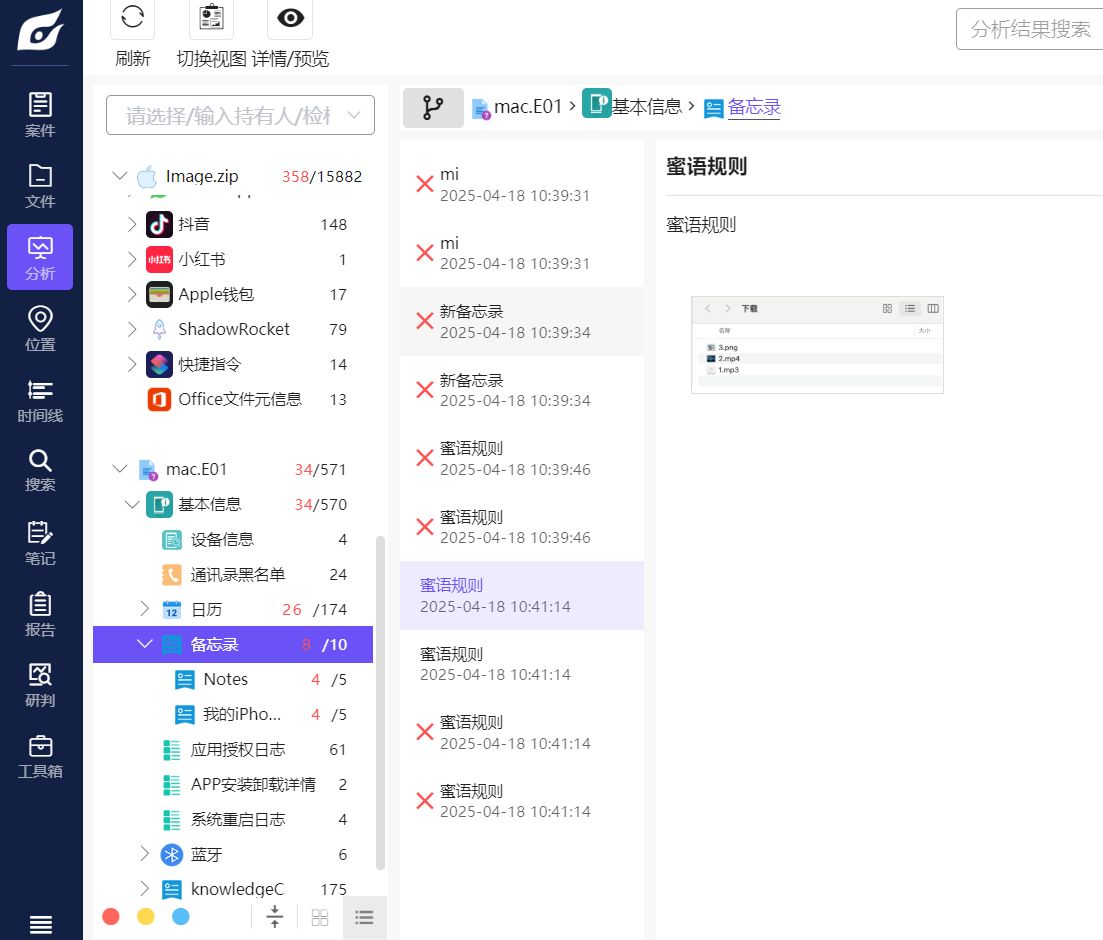 刷新
切换视图
详情/预览
分析结果搜索
案件
文件
分析
位置
时间线
搜索
笔记
报告
研判
工具箱
请选择/输入持有人/检材
Image.zip 358/15882
抖音 148
小红书
小红书 1
Apple钱包 17
ShadowRocket 79
快捷指令 14
Office文件元信息 13
mac.E01 34/571
基本信息 34/570
设备信息 4
通讯录黑名单 24
12
日历 26 /174
备忘录 8 /10
Notes 4 /5
我的iPho... 4 /5
应用授权日志 61
APP安装卸载详情 2
系统重启日志 4
蓝牙 6
knowledgeC 175
mac.E01 > 基本信息 > 备忘录
mi
2025-04-18 10:39:31
mi
2025-04-18 10:39:31
新备忘录
2025-04-18 10:39:34
新备忘录
2025-04-18 10:39:34
蜜语规则
2025-04-18 10:39:46
蜜语规则
2025-04-18 10:39:46
蜜语规则
2025-04-18 10:41:14
蜜语规则
2025-04-18 10:41:14
蜜语规则
2025-04-18 10:41:14
蜜语规则
2025-04-18 10:41:14
蜜语规则
蜜语规则
下载
名称 大小
3.png
2.mp4
1.mp3